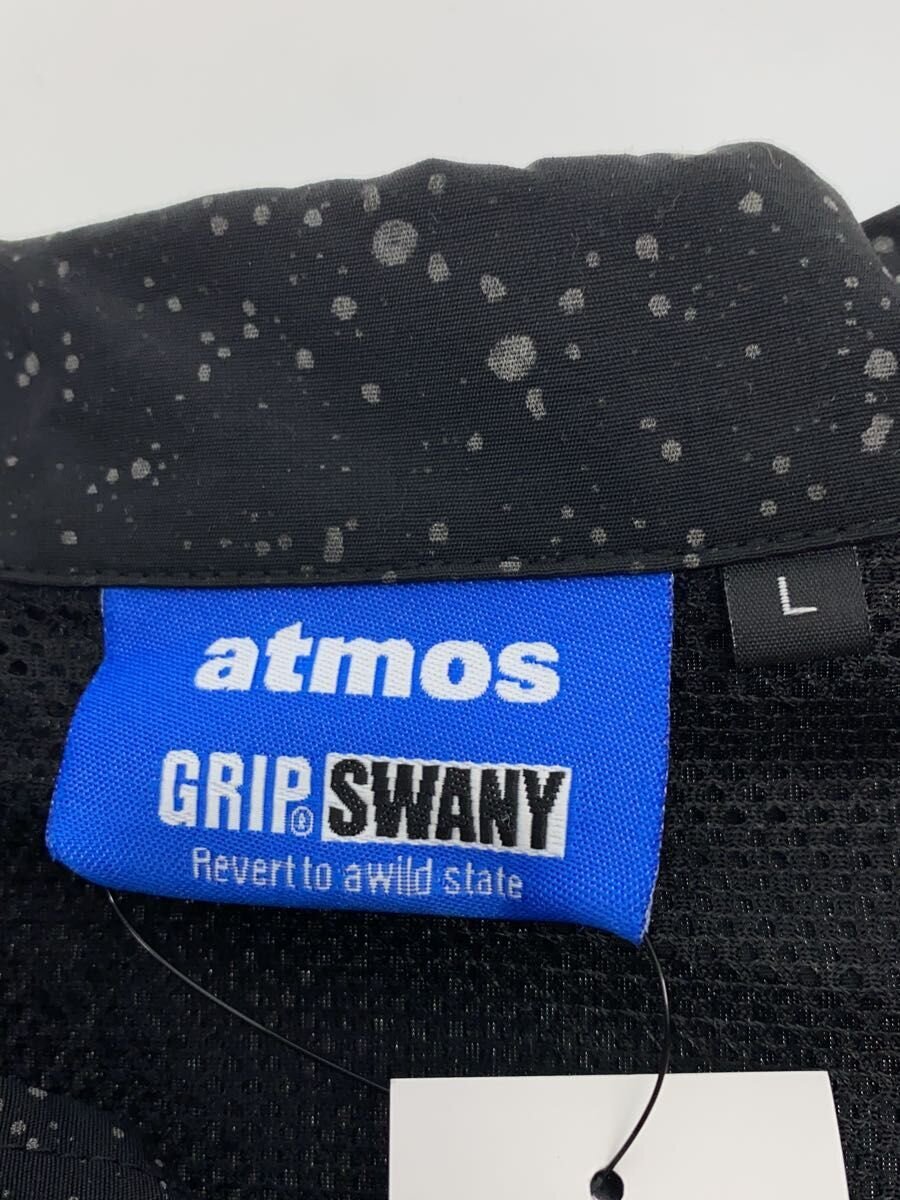 atmos
GRIP® SWANY
Revert to a wild state
L